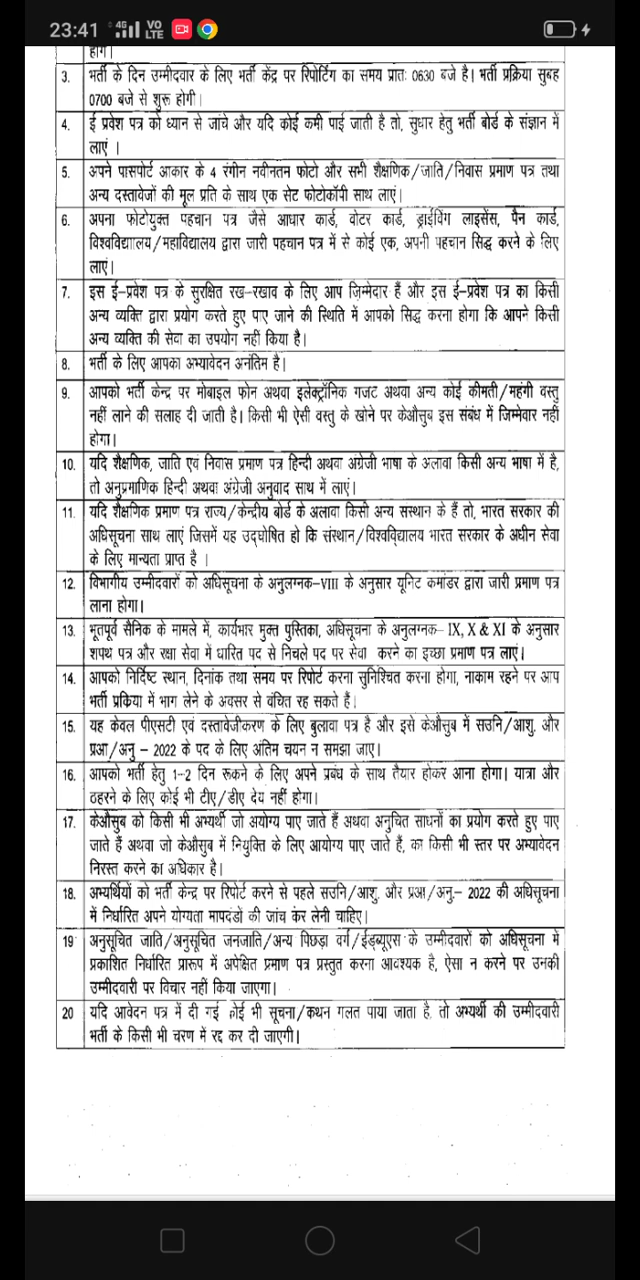 23:41 4G VO LTE
होंगे।
3. भर्ती के दिन उम्मीदवार के लिए भर्ती केंद्र पर रिपोर्टिंग का समय प्रातः 0630 बजे है। भर्ती प्रक्रिया सुबह
0700 बजे से शुरू होगी।
4. ई प्रवेश पत्र को ध्यान से जांचे और यदि कोई कमी पाई जाती है तो, सुधार हेतु भर्ती बोर्ड के संज्ञान में
लाएं ।
5. अपने पासपोर्ट आकार के 4 रंगीन नवीनतम फोटो और सभी शैक्षणिक/जाति/निवास प्रमाण पत्र तथा
अन्य दस्तावेजों की मूल प्रति के साथ एक सेट फोटोकॉपी साथ लाएं।
6. अपना फोटोयुक्त पहचान पत्र जैसे आधार कार्ड, वोटर कार्ड, ड्राईविंग लाइसेंस, पैन कार्ड,
विश्वविद्यालय/महाविद्यालय द्वारा जारी पहचान पत्र में से कोई एक, अपनी पहचान सिद्ध करने के लिए
लाएं।
7. इस ई–प्रवेश पत्र के सुरक्षित रख–रखाव के लिए आप ज़िम्मेदार हैं और इस ई–प्रवेश पत्र का किसी
अन्य व्यक्ति द्वारा प्रयोग करते हुए पाए जाने की स्थिति में आपको सिद्ध करना होगा कि आपने किसी
अन्य व्यक्ति की सेवा का उपयोग नहीं किया है।
8. भर्ती के लिए आपका अभ्यावेदन अनंतिम है।
9. आपको भर्ती केन्द्र पर मोबाइल फोन अथवा इलेक्ट्रॉनिक गजट अथवा अन्य कोई कीमती/महंगी वस्तु
नहीं लाने की सलाह दी जाती है। किसी भी ऐसी वस्तु के खोने पर केऔसुब इस संबंध में जिम्मेवार नहीं
होगा।
10. यदि शैक्षणिक, जाति एवं निवास प्रमाण पत्र हिन्दी अथवा अंग्रेजी भाषा के अलावा किसी अन्य भाषा में है,
तो अनुप्रमाणिक हिन्दी अथवा अंग्रेजी अनुवाद साथ में लाएं।
11. यदि शैक्षणिक प्रमाण पत्र राज्य/केन्द्रीय बोर्ड के अलावा किसी अन्य सस्थान के हैं तो, भारत सरकार की
अधिसूचना साथ लाएं जिसमें यह उद्घोषित हो कि संस्थान/विश्वविद्यालय भारत सरकार के अधीन सेवा
के लिए मान्यता प्राप्त है ।
12. विभागीय उम्मीदवारों को अधिसूचना के अनुलग्नक–VIII के अनुसार यूनिट कमांडर द्वारा जारी प्रमाण पत्र
लाना होगा।
13. भूतपूर्व सैनिक के मामले में, कार्यभार मुक्त पुस्तिका, अधिसूचना के अनुलग्नक– IX, X & XI के अनुसार
शपथ पत्र और रक्षा सेवा में धारित पद से निचले पद पर सेवा करने का इच्छा प्रमाण पत्र लाएं।
14. आपको निर्दिष्ट स्थान, दिनांक तथा समय पर रिपोर्ट करना सुनिश्चित करना होगा, नाकाम रहने पर आप
भर्ती प्रकिया में भाग लेने के अवसर से वंचित रह सकते हैं।
15. यह केवल पीएसटी एवं दस्तावेजीकरण के लिए बुलावा पत्र है और इसे केऔसुब में सउनि/आशु, और
प्रआ/अनु – 2022 के पद के लिए अंतिम चयन न समझा जाए।
16. आपको भर्ती हेतु 1–2 दिन रूकने के लिए अपने प्रबंध के साथ तैयार होकर आना होगा। यात्रा और
ठहरने के लिए कोई भी टीए/डीए देय नहीं होगा।
17. केऔसुब को किसी भी अभ्यर्थी जो अयोग्य पाए जाते हैं अथवा अनुचित साधनों का प्रयोग करते हुए पाए
जाते हैं अथवा जो केऔसुब में नियुक्ति के लिए आयोग्य पाए जाते हैं, का किसी भी स्तर पर अभ्यावेदन
निरस्त करने का अधिकार है।
18. अभ्यर्थियों को भर्ती केन्द्र पर रिपोर्ट करने से पहले सउनि/आशु, और प्रआ/अनु.– 2022 की अधिसूचना
में निर्धारित अपने योग्यता मापदंडों की जांच कर लेनी चाहिए।
19 अनुसूचित जाति/अनुसूचित जनजाति/अन्य पिछड़ा वर्ग/ईडब्यूएस के उम्मीदवारों को अधिसूचना मे
प्रकाशित निर्धारित प्रारूप में अपेक्षित प्रमाण पत्र प्रस्तुत करना आवश्यक है, ऐसा न करने पर उनकी
उम्मीदवारी पर विचार नहीं किया जाएगा।
20 यदि आवेदन पत्र में दी गई कोई भी सूचना/कथन गलत पाया जाता है, तो अभ्यर्थी की उम्मीदवारी
भर्ती के किसी भी चरण में रद्द कर दी जाएगी।